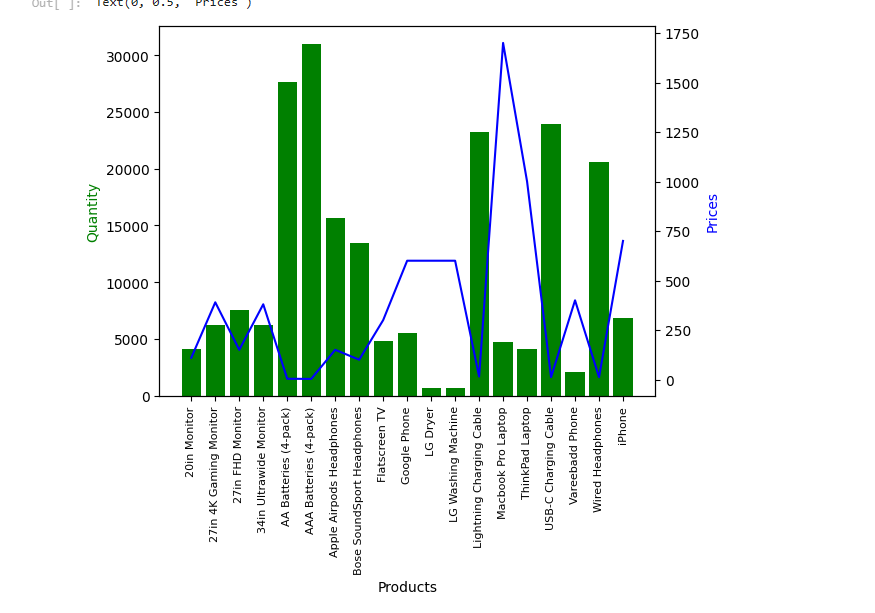 Out[ ]: Text(0, 0.5, 'Prices')
30000
25000
20000
15000
10000
5000
0
Quantity
1750
1500
1250
1000
750
500
250
0
Prices
20in Monitor
27in 4K Gaming Monitor
27in FHD Monitor
34in Ultrawide Monitor
AA Batteries (4-pack)
AAA Batteries (4-pack)
Apple Airpods Headphones
Bose SoundSport Headphones
Flatscreen TV
Google Phone
LG Dryer
LG Washing Machine
Lightning Charging Cable
Macbook Pro Laptop
ThinkPad Laptop
USB-C Charging Cable
Vareebadd Phone
Wired Headphones
iPhone
Products